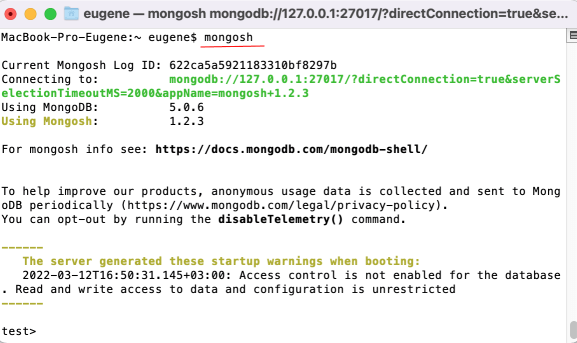 eugene — mongosh mongodb://127.0.0.1:27017/?directConnection=true&se...
MacBook-Pro-Eugene:~ eugene$ mongosh
Current Mongosh Log ID: 622ca5a5921183310bf8297b
Connecting to: mongodb://127.0.0.1:27017/?directConnection=true&serverS
electionTimeoutMS=2000&appName=mongosh+1.2.3
Using MongoDB: 5.0.6
Using Mongosh: 1.2.3
For mongosh info see: https://docs.mongodb.com/mongodb-shell/
To help improve our products, anonymous usage data is collected and sent to Mong
oDB periodically (https://www.mongodb.com/legal/privacy-policy).
You can opt-out by running the disableTelemetry() command.
------
The server generated these startup warnings when booting:
2022-03-12T16:50:31.145+03:00: Access control is not enabled for the database
. Read and write access to data and configuration is unrestricted
------
test>